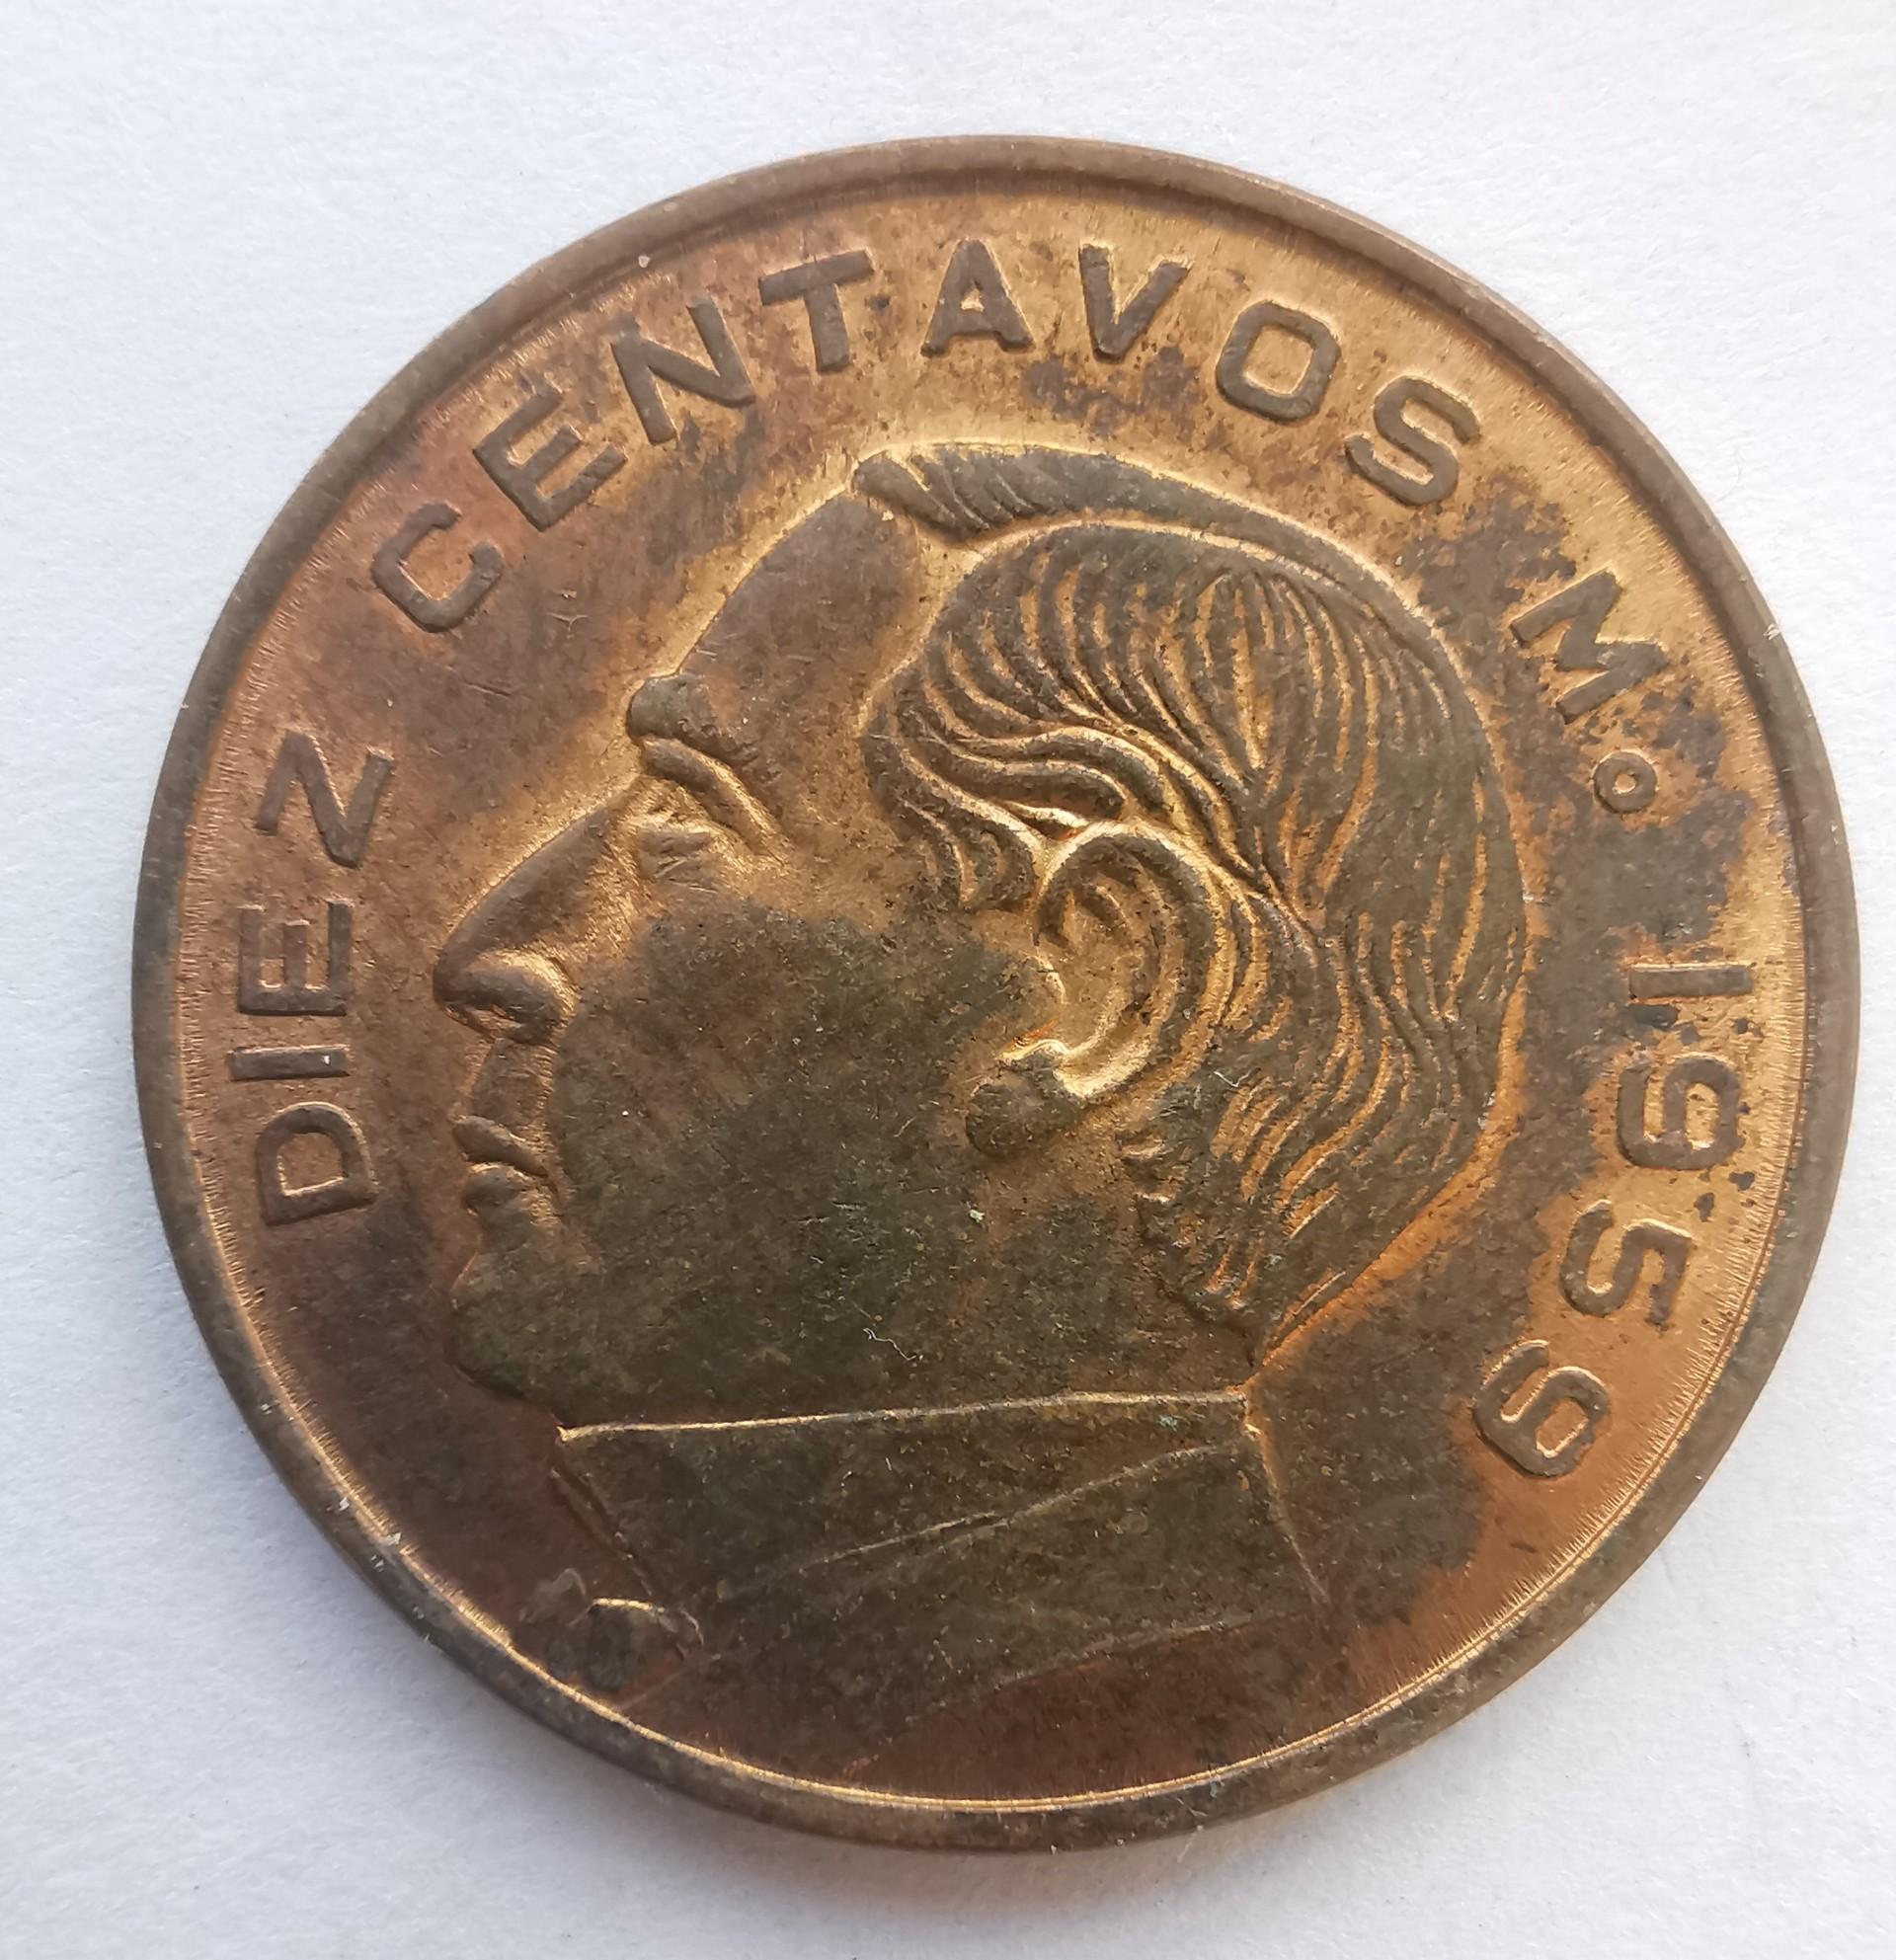 DIEZ CENTAVOS Mo 1959